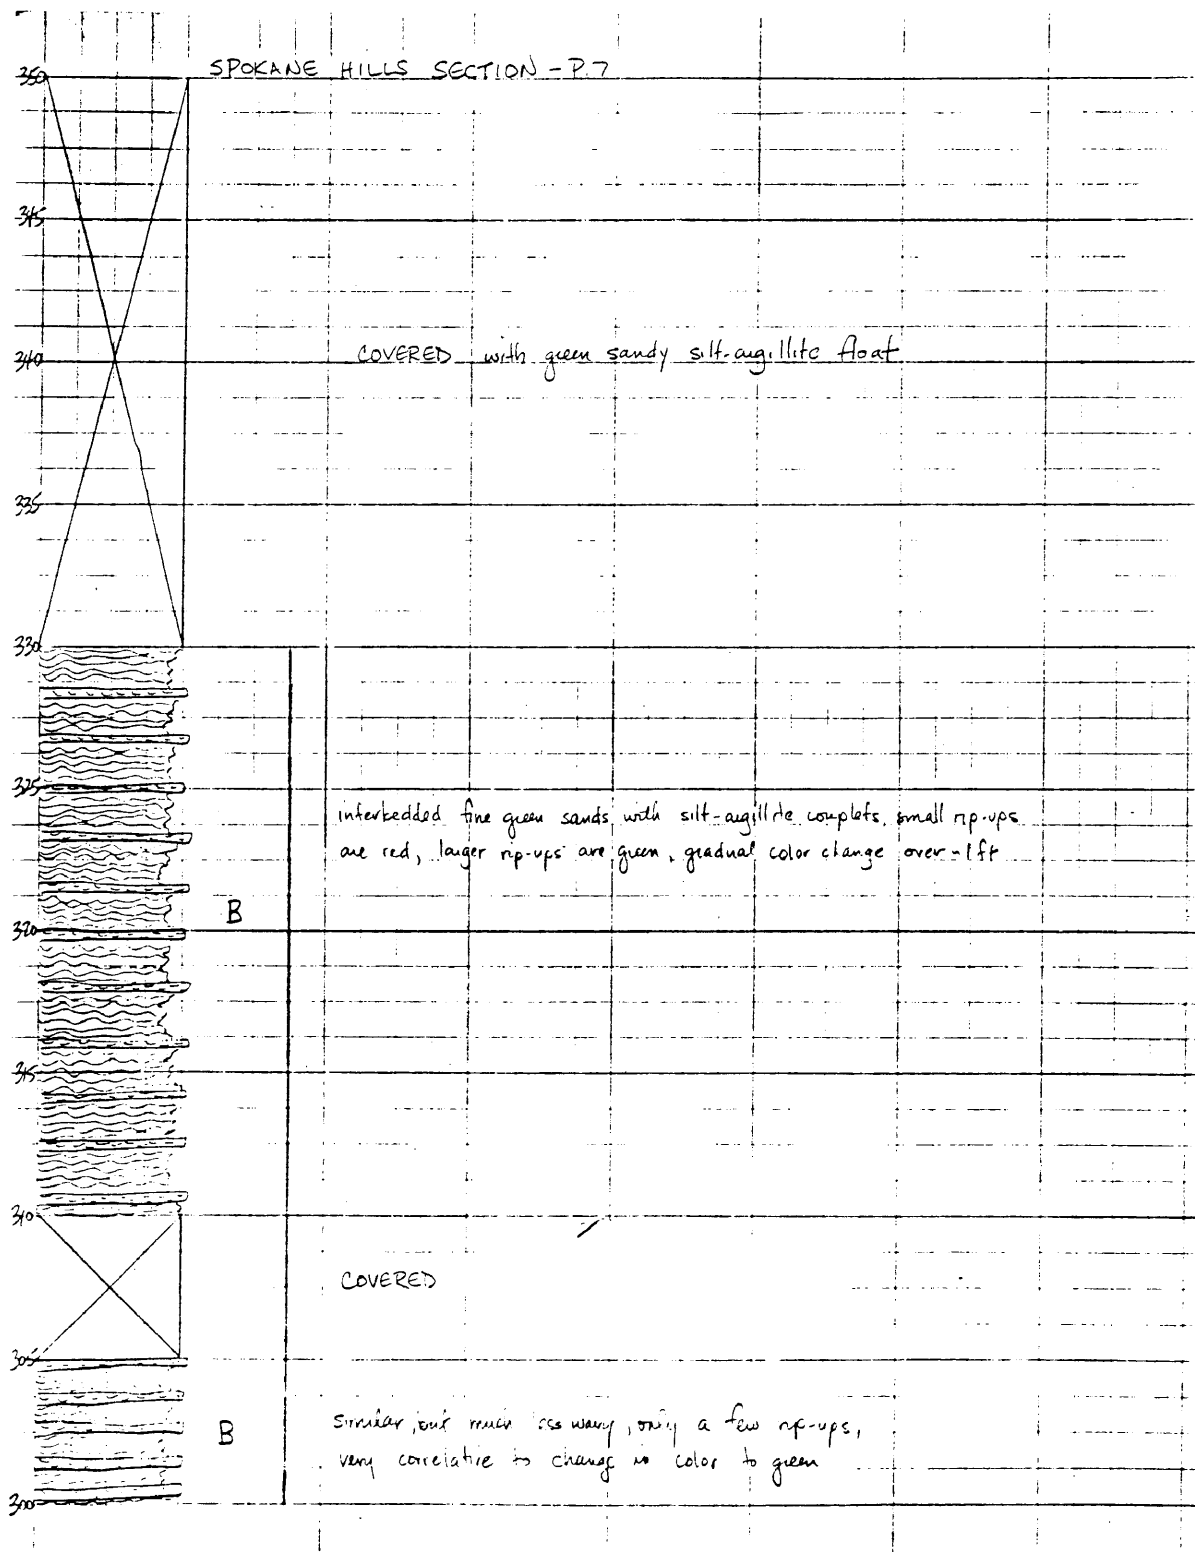 SPOKANE HILLS SECTION - P.7
350
345
COVERED with green sandy silt-argillite float
340
335
330
325
interbedded fine green sands, with silt-argillite couplets, small rip-ups
are red, larger rip-ups are green, gradual color change over ~1ft
B
320
315
310
COVERED
305
similar, but much less wavy, only a few rip-ups,
B
very correlative to change in color to green
300